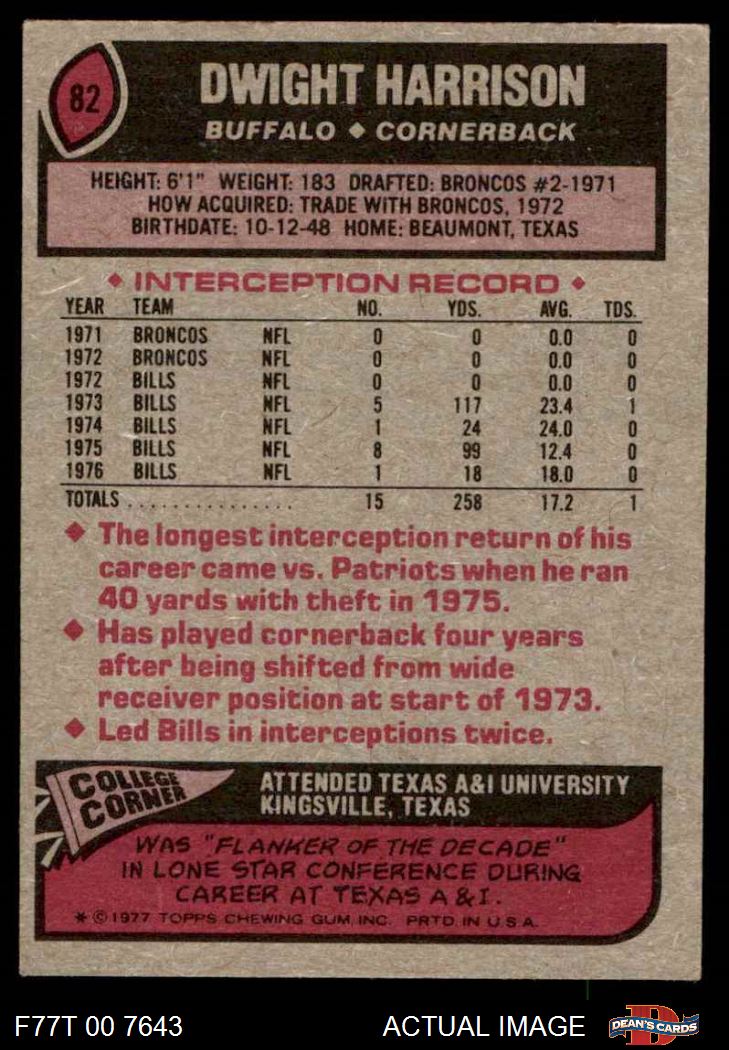 82
DWIGHT HARRISON
BUFFALO ◆ CORNERBACK
HEIGHT: 6'1" WEIGHT: 183 DRAFTED: BRONCOS #2-1971
HOW ACQUIRED: TRADE WITH BRONCOS, 1972
BIRTHDATE: 10-12-48 HOME: BEAUMONT, TEXAS
◆ INTERCEPTION RECORD ◆
YEAR TEAM NO. YDS. AVG. TDS.
1971 BRONCOS NFL 0 0 0.0 0
1972 BRONCOS NFL 0 0 0.0 0
1972 BILLS NFL 0 0 0.0 0
1973 BILLS NFL 5 117 23.4 1
1974 BILLS NFL 1 24 24.0 0
1975 BILLS NFL 8 99 12.4 0
1976 BILLS NFL 1 18 18.0 0
TOTALS ............... 15 258 17.2 1
◆ The longest interception return of his
career came vs. Patriots when he ran
40 yards with theft in 1975.
◆ Has played cornerback four years
after being shifted from wide
receiver position at start of 1973.
◆ Led Bills in interceptions twice.
COLLEGE
CORNER
ATTENDED TEXAS A&I UNIVERSITY
KINGSVILLE, TEXAS
WAS "FLANKER OF THE DECADE"
IN LONE STAR CONFERENCE DURING
CAREER AT TEXAS A & I.
* © 1977 TOPPS CHEWING GUM, INC. PRTD. IN U.S.A.
F77T 00 7643
ACTUAL IMAGE
D
DEAN'S CARDS